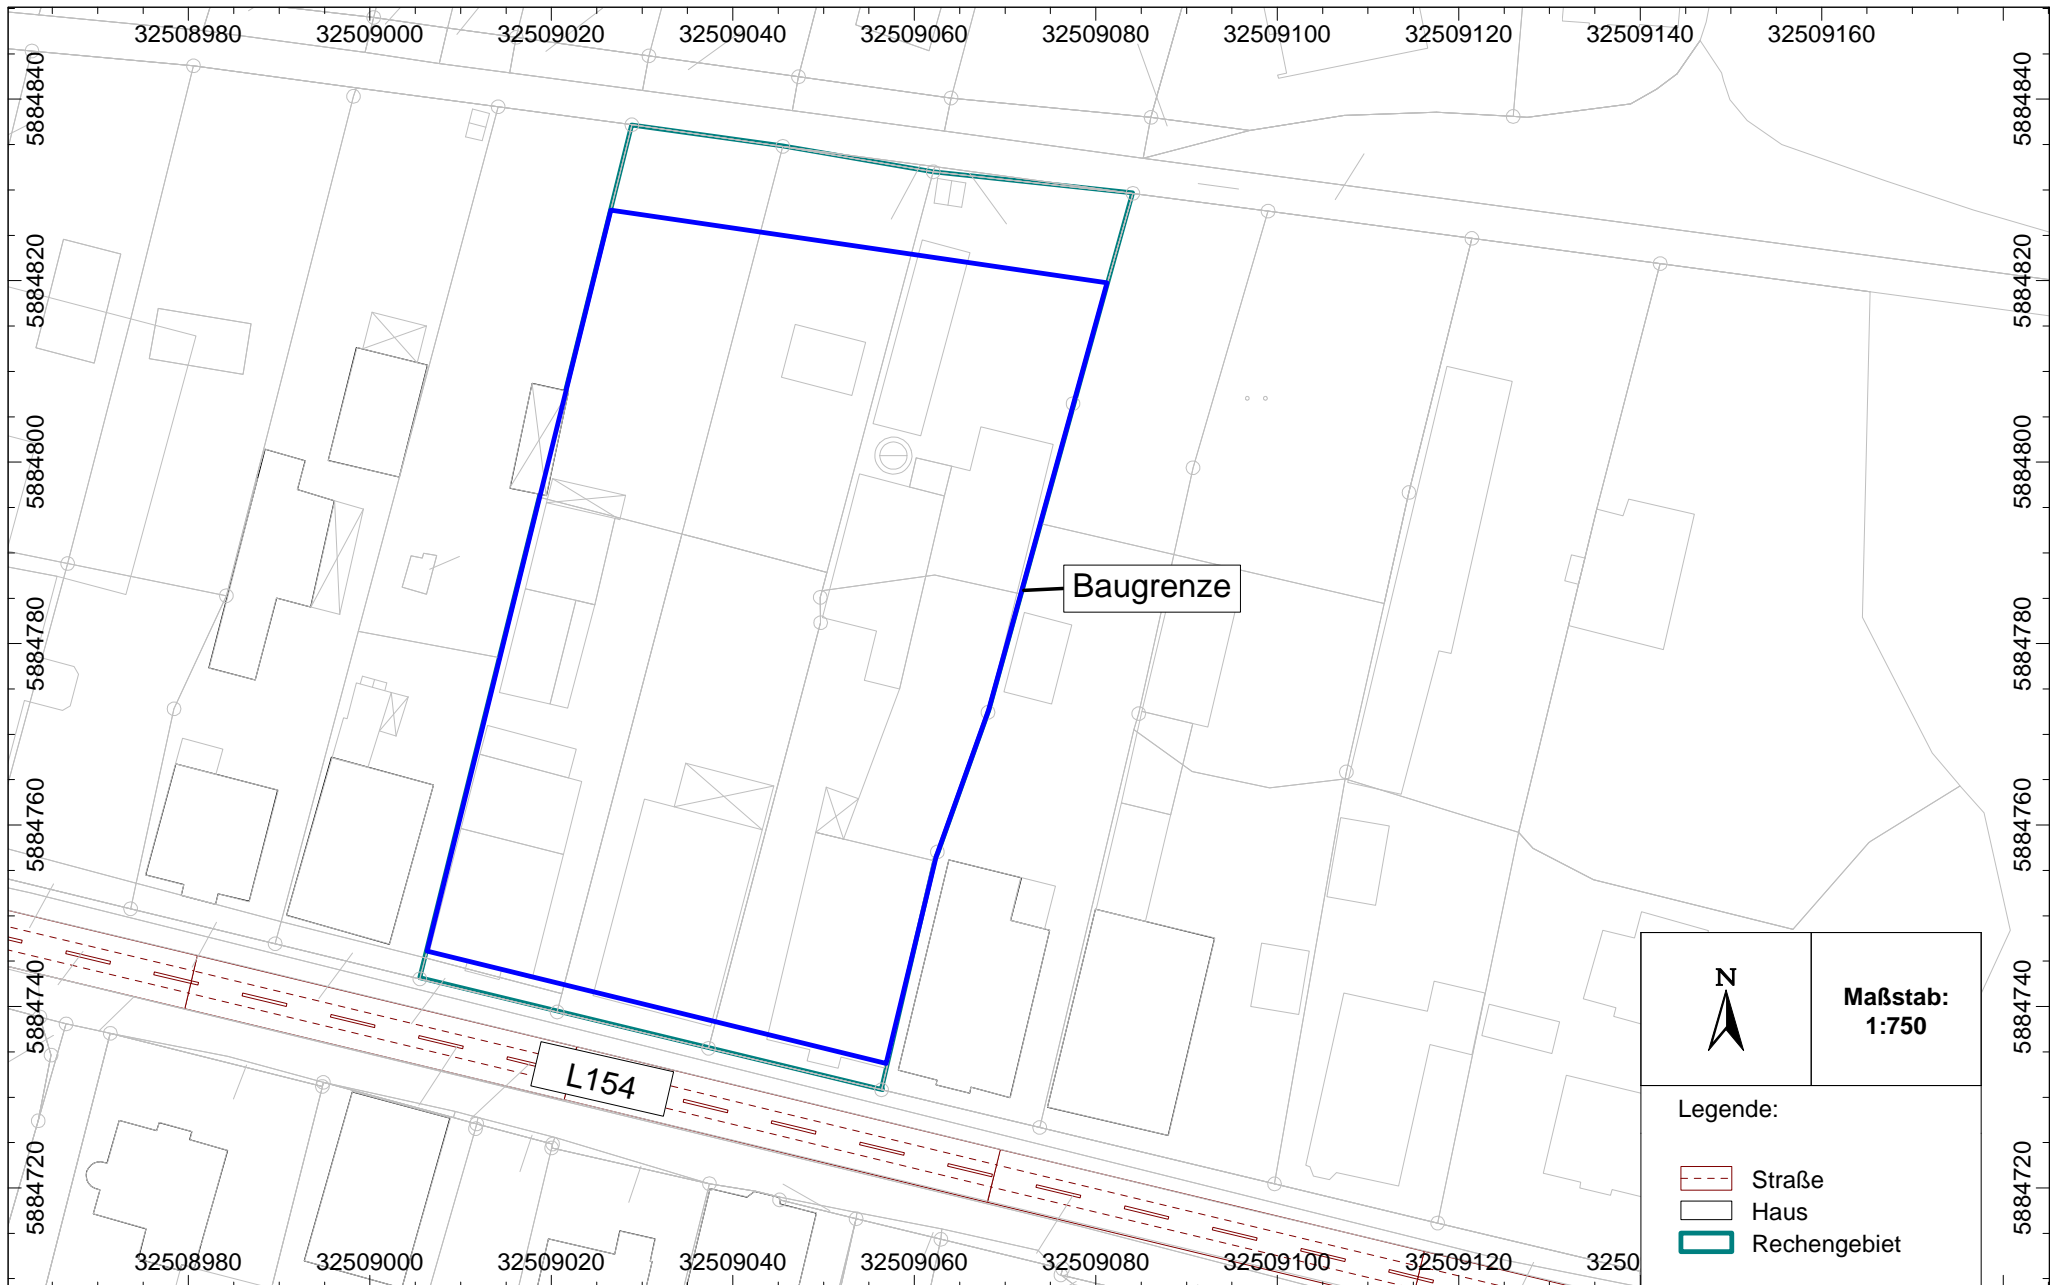 32508980 32509000 32509020 32509040 32509060 32509080 32509100 32509120 32509140 32509160
5884840 5884840
5884820 5884820
5884800 5884800
Baugrenze
5884780 5884780
5884760 5884760
N
Maßstab:
1:750
5884740 5884740
L154
Legende:
5884720 5884720
Straße
Haus
Rechengebiet
32508980 32509000 32509020 32509040 32509060 32509080 32509100 32509120 3250